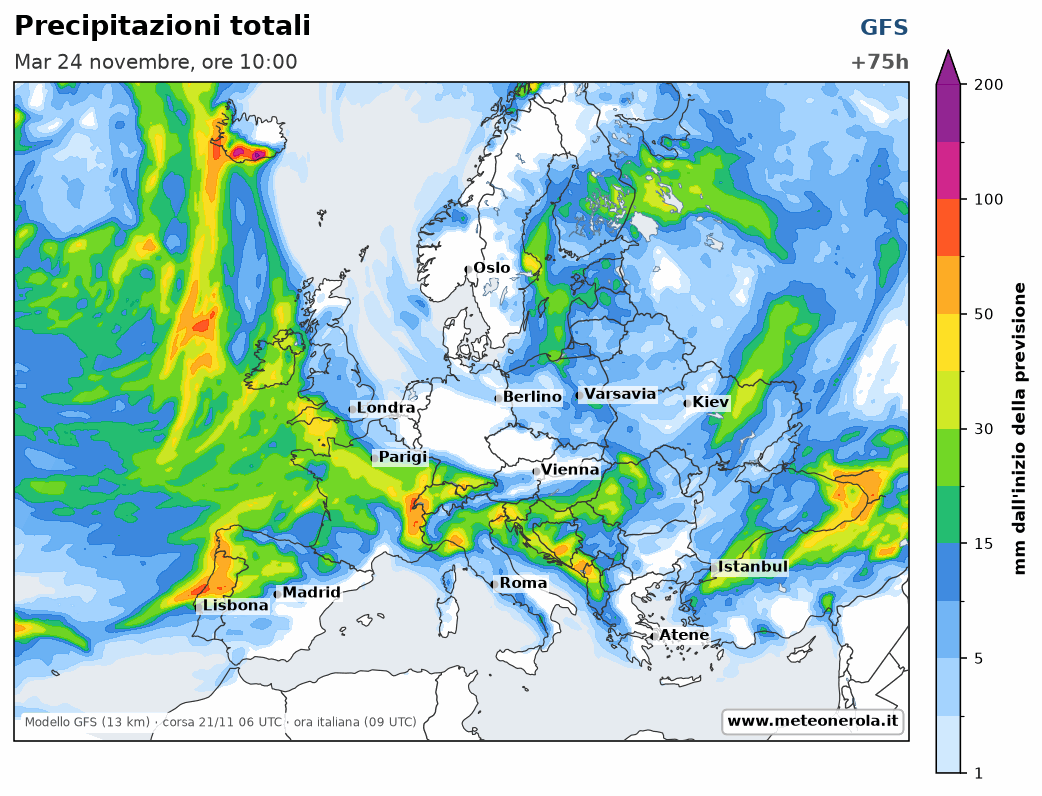 Precipitazioni totali
GFS
Mar 24 novembre, ore 10:00
+75h
200
100
50
30
15
5
1
mm dall'inizio della previsione
Oslo
Berlino
Varsavia
Kiev
Londra
Parigi
Vienna
Istanbul
Roma
Madrid
Lisbona
Atene
Modello GFS (13 km) · corsa 21/11 06 UTC · ora italiana (09 UTC)
www.meteonerola.it